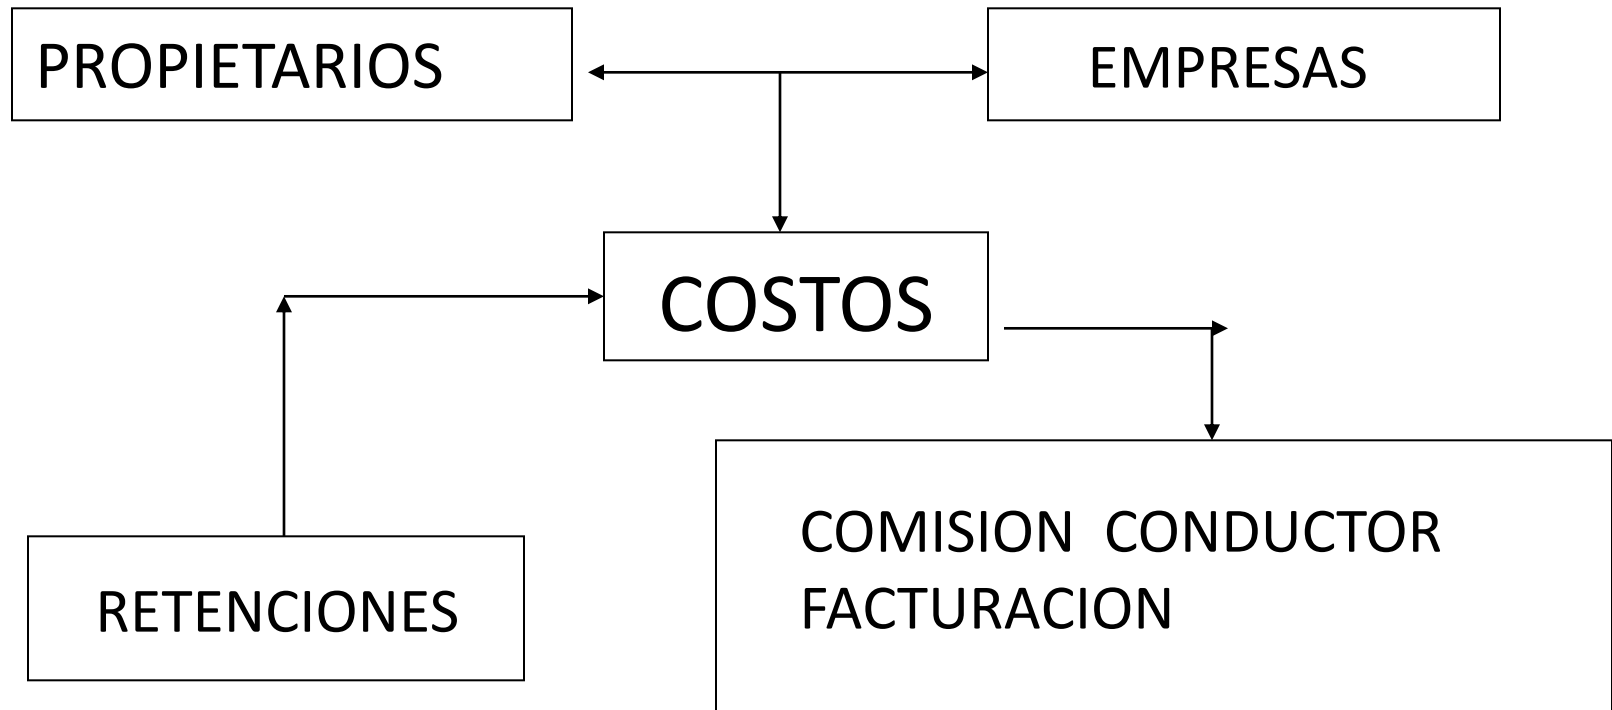 PROPIETARIOS
EMPRESAS
COSTOS
RETENCIONES
COMISION CONDUCTOR
FACTURACION